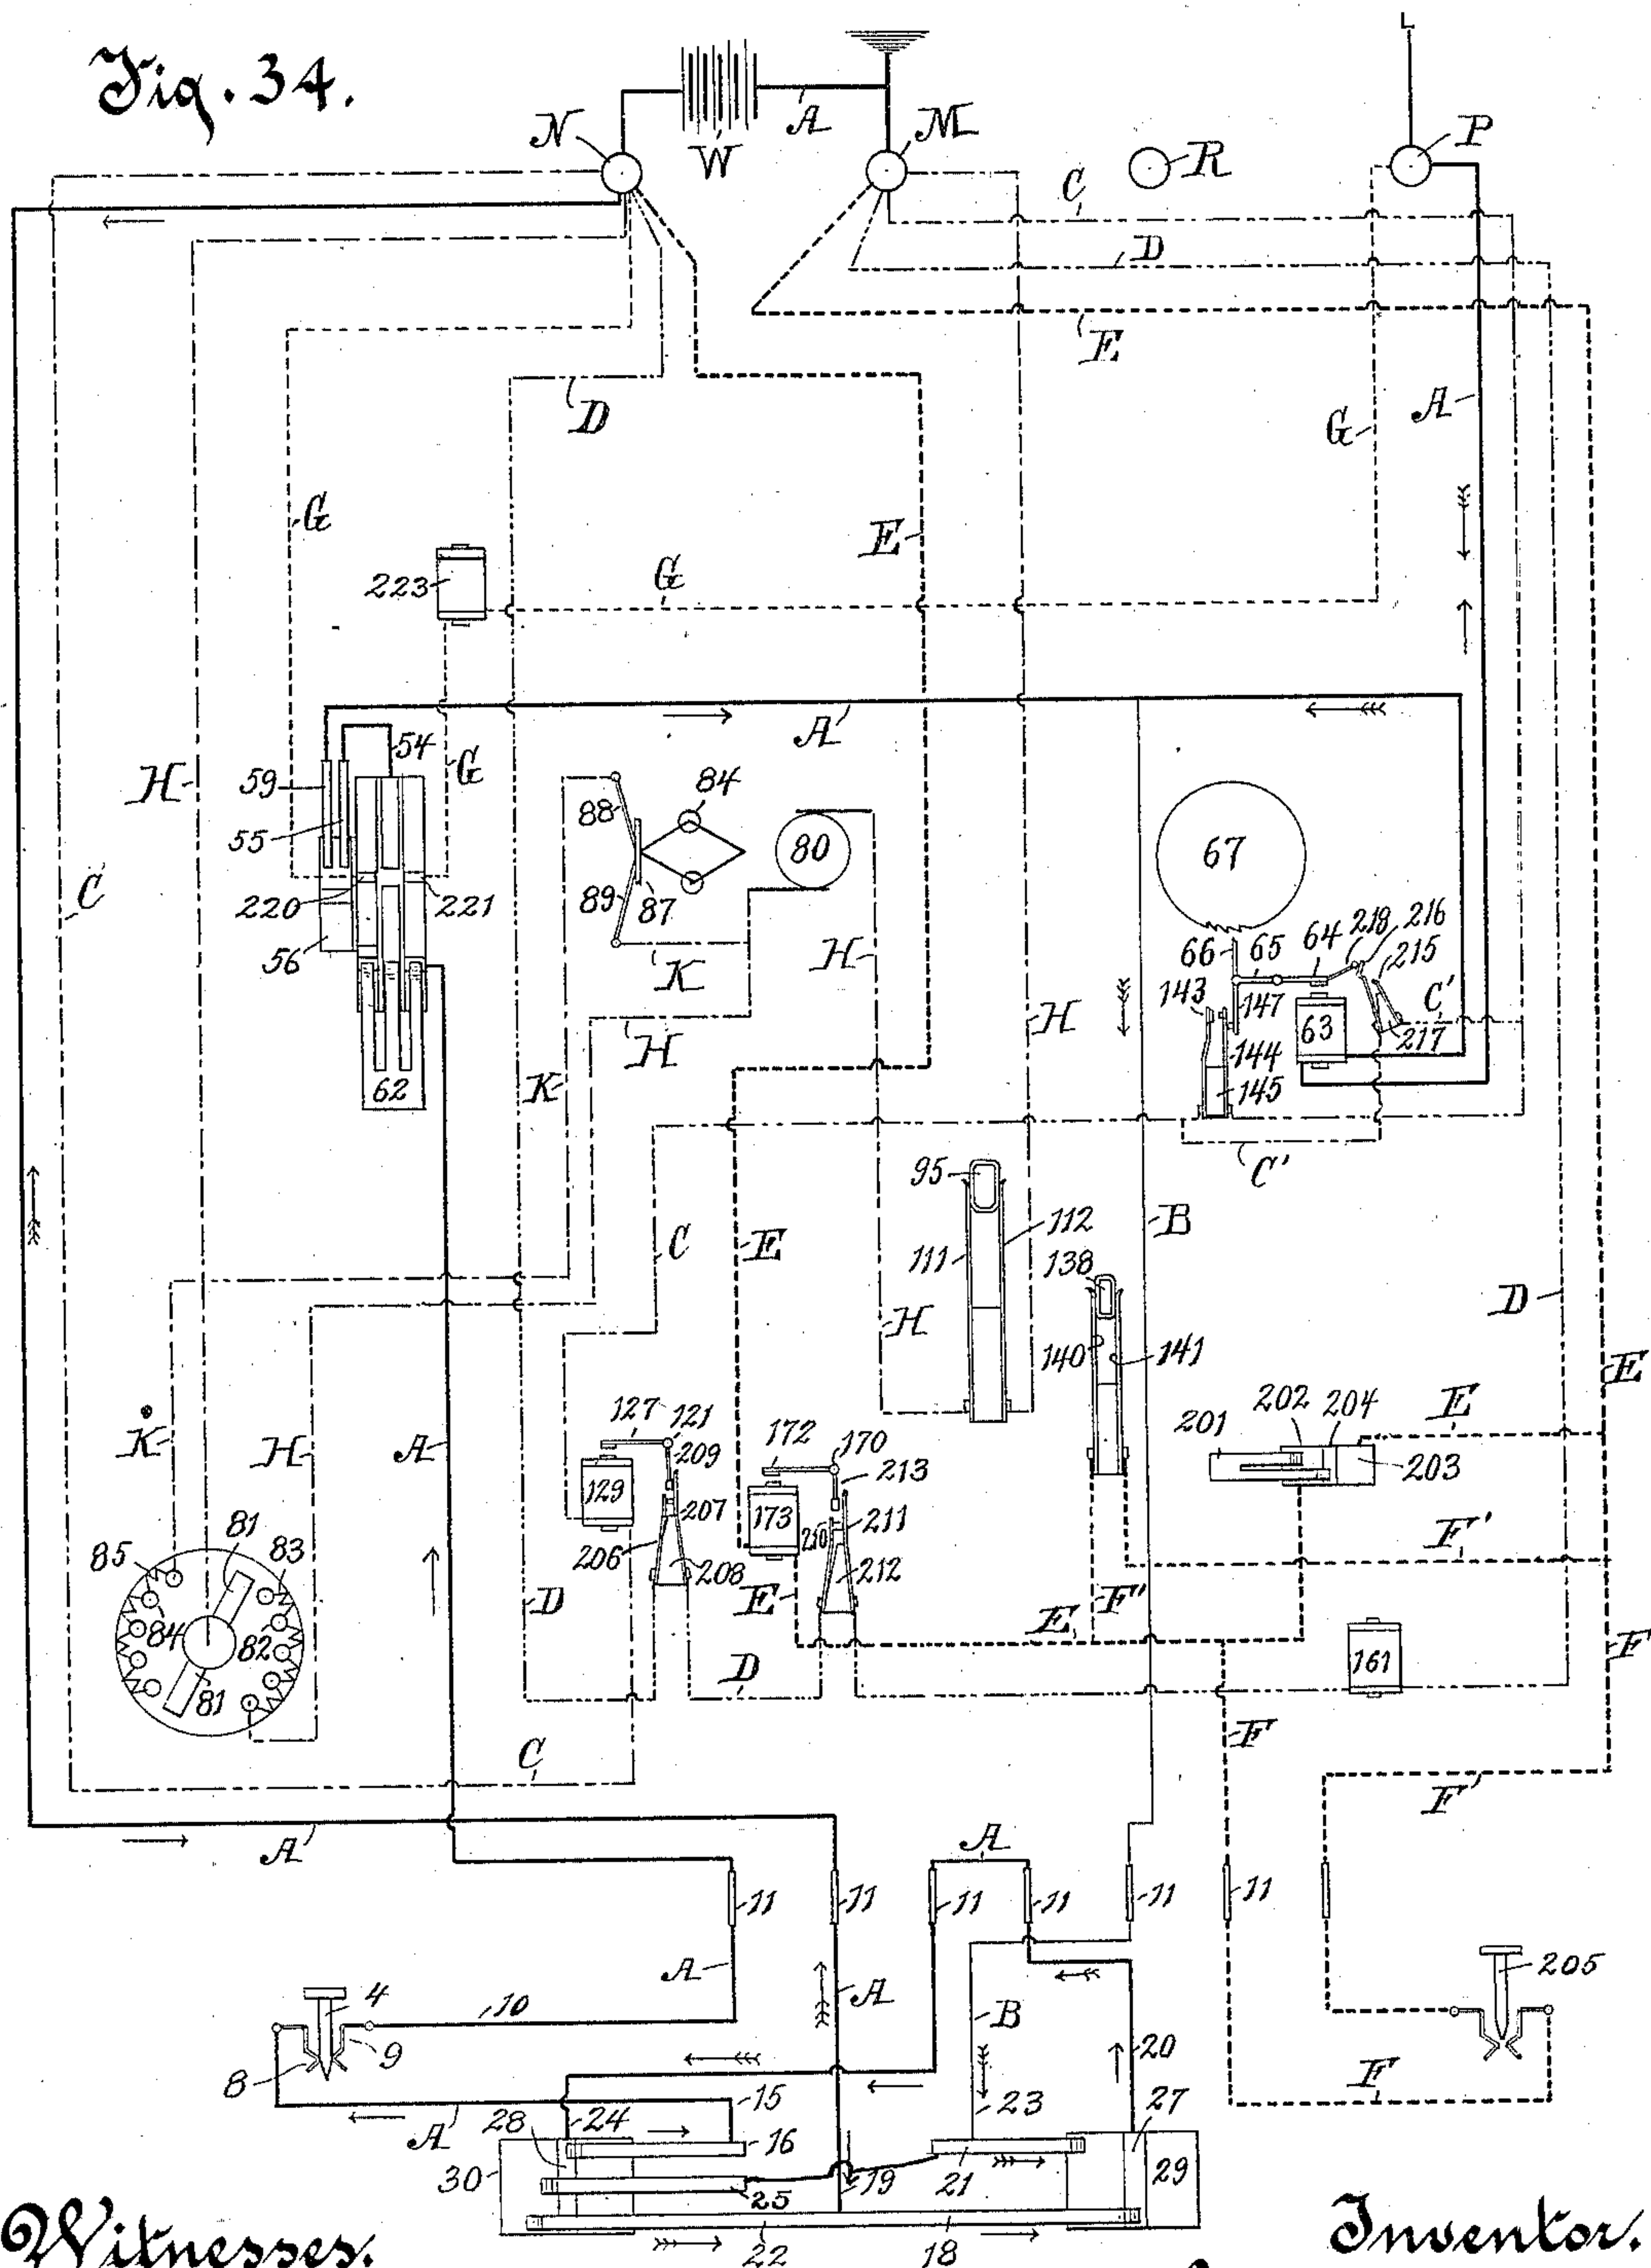 L
Fig. 34.
N
W
A
M
R
P
C
D
E
A
G
D
G
E
223
G
A
54
G
H
59
55
220
221
56
62
C
84
88
80
89
87
K
H
H
H
K
67
66
65
64
218
216
215
C'
143
147
63
217
144
145
C'
95
112
111
B
C
E
138
140
141
H
D
E
E
202
204
201
203
K
H
A
127
121
209
129
207
206
208
172
170
213
173
210
211
212
F'
F'
E
E
D
D
F
161
F
85
81
83
84
82
81
C
F
A
A
11
11
11
11
11
11
A
A
4
10
9
8
B
20
205
F
A
15
28
24
16
23
27
30
25
19
21
29
22
18
Witnesses.
Inventor.